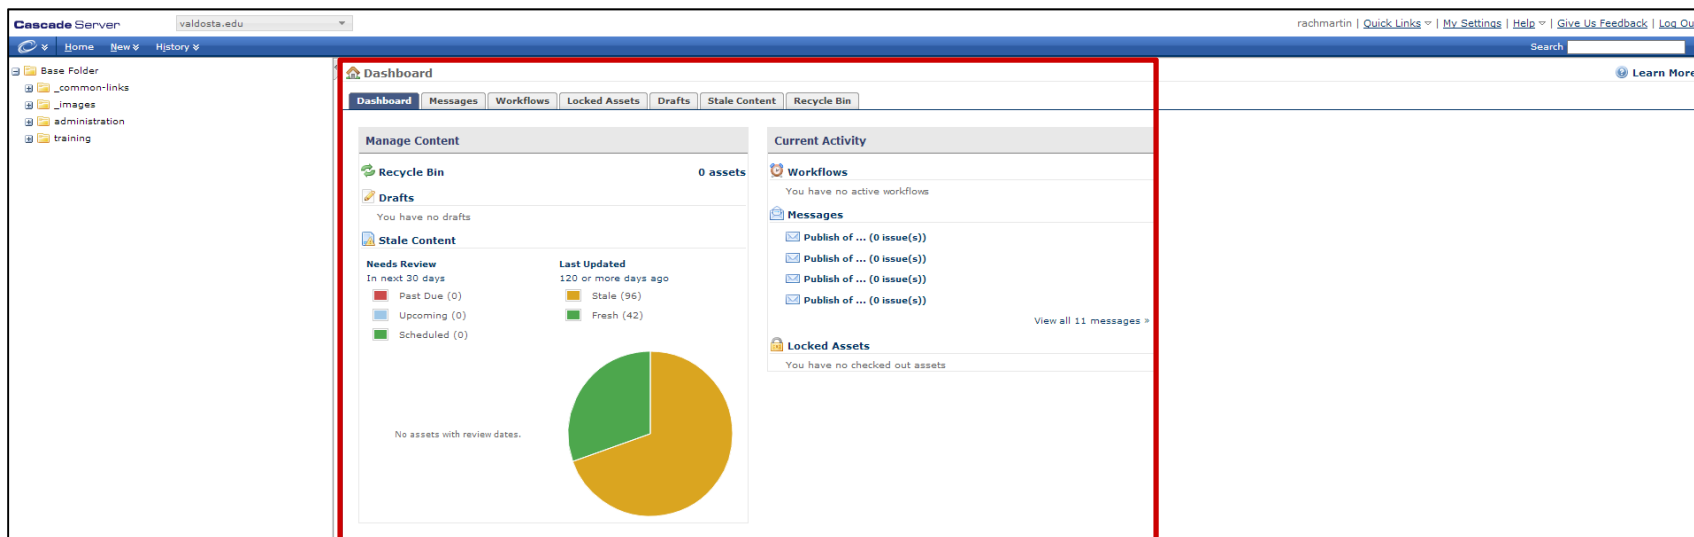 Cascade Server valdosta.edu rachmartin | Quick Links | My Settings | Help | Give Us Feedback | Log Ou
Home New History Search
Base Folder
_common-links
_images
administration
training
Dashboard Learn More
Dashboard Messages Workflows Locked Assets Drafts Stale Content Recycle Bin
Manage Content
Recycle Bin 0 assets
Drafts
You have no drafts
Stale Content
Needs Review Last Updated
In next 30 days 120 or more days ago
Past Due (0) Stale (96)
Upcoming (0) Fresh (42)
Scheduled (0)
No assets with review dates.
Current Activity
Workflows
You have no active workflows
Messages
Publish of ... (0 issue(s))
Publish of ... (0 issue(s))
Publish of ... (0 issue(s))
Publish of ... (0 issue(s))
View all 11 messages »
Locked Assets
You have no checked out assets